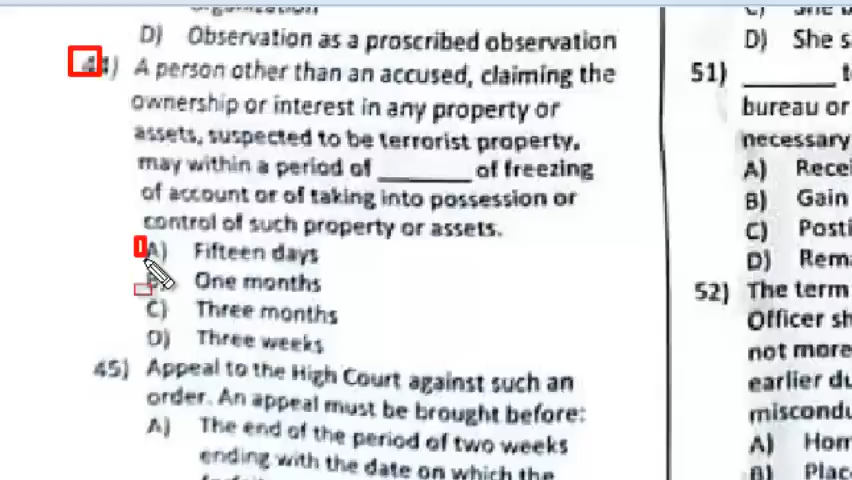 D) Observation as a proscribed observation
44) A person other than an accused, claiming the
ownership or interest in any property or
assets, suspected to be terrorist property,
may within a period of ________ of freezing
of account or of taking into possession or
control of such property or assets.
A) Fifteen days
B) One months
C) Three months
D) Three weeks
45) Appeal to the High Court against such an
order. An appeal must be brought before:
A) The end of the period of two weeks
ending with the date on which the
D) She s
51) ________ t
bureau or
necessary
A) Recei
B) Gain
C) Posti
D) Rema
52) The term
Officer sh
not more
earlier du
miscondu
A) Hom
B) Place